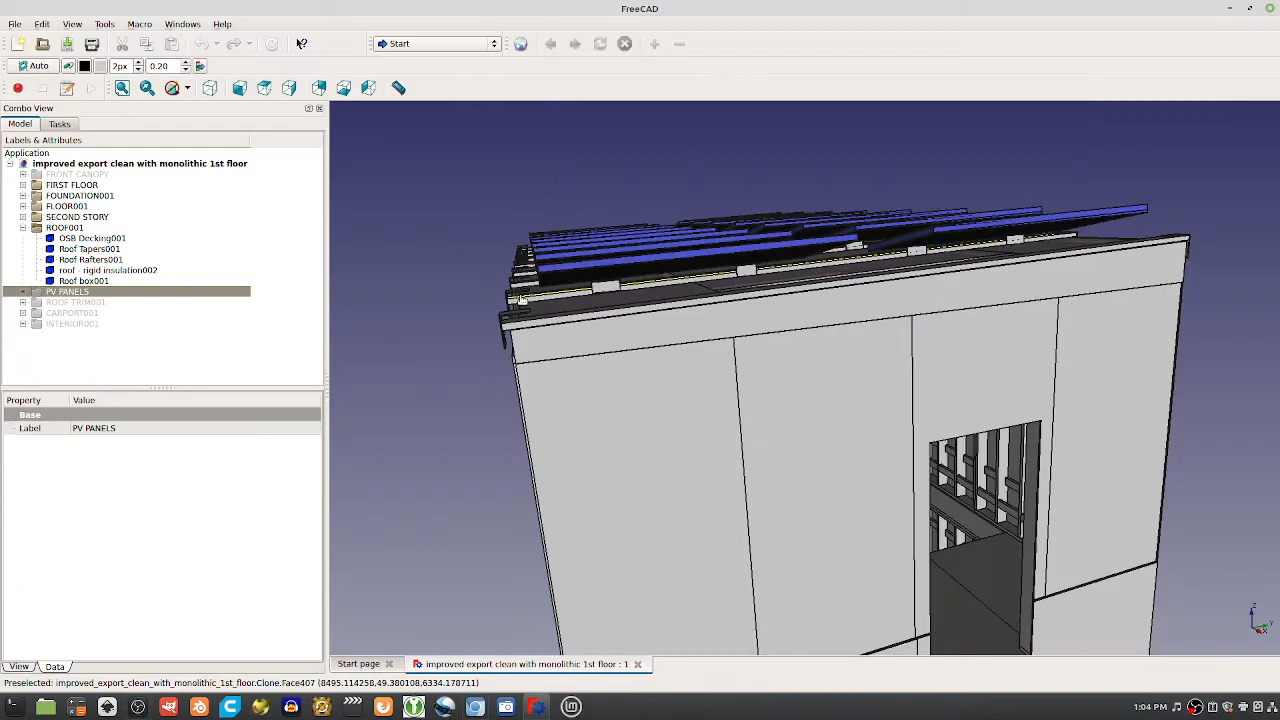 FreeCAD
File Edit View Tools Macro Windows Help
Start
Auto 2px 0.20
Combo View
Model Tasks
Labels & Attributes
Application
improved export clean with monolithic 1st floor
FRONT CANOPY
FIRST FLOOR
FOUNDATION001
FLOOR001
SECOND STORY
ROOF001
OSB Decking001
Roof Tapers001
Roof Rafters001
roof - rigid insulation002
Roof box001
PV PANELS
ROOF TRIM001
CARPORT001
INTERIOR001
Property Value
Base
Label PV PANELS
View Data
Start page improved export clean with monolithic 1st floor : 1
Preselected: improved_export_clean_with_monolithic_1st_floor.Clone.Face407 (8495.114258,49.380108,6334.178711)
1:04 PM